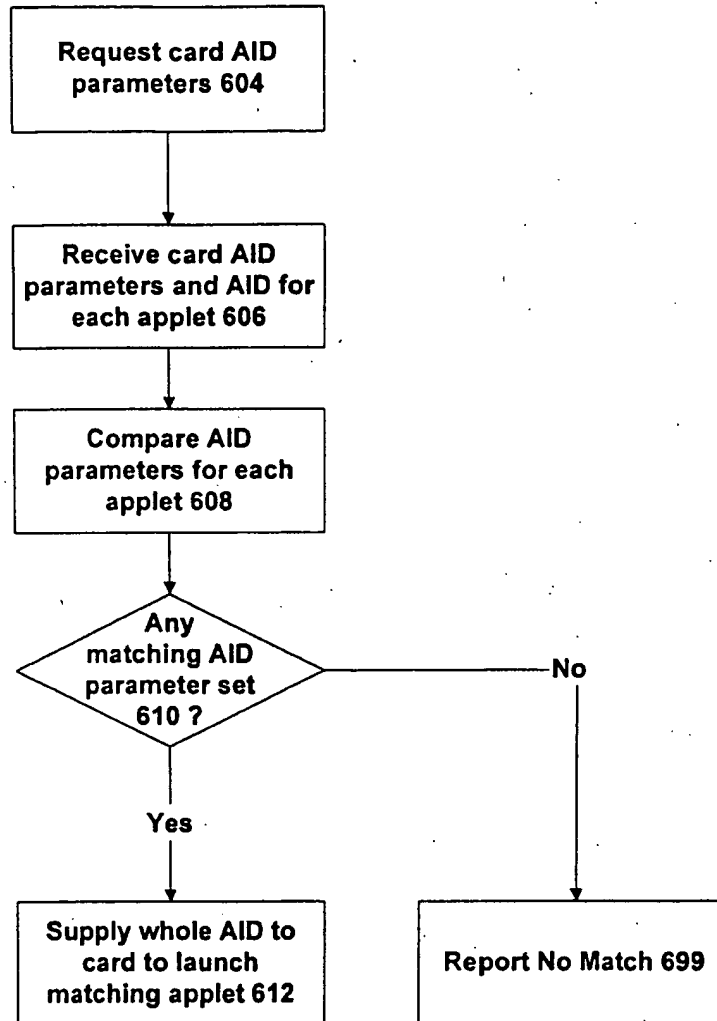 Request card AID
parameters 604
Receive card AID
parameters and AID for
each applet 606
Compare AID
parameters for each
applet 608
Any
matching AID
parameter set
610 ?
No
Yes
Supply whole AID to
card to launch
matching applet 612
Report No Match 699